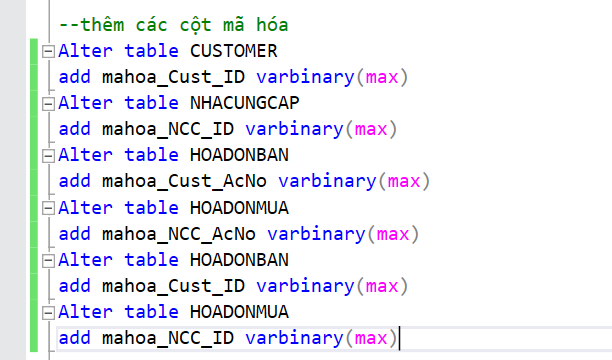 --thêm các cột mã hóa
Alter table CUSTOMER
add mahoa_Cust_ID varbinary(max)
Alter table NHACUNGCAP
add mahoa_NCC_ID varbinary(max)
Alter table HOADONBAN
add mahoa_Cust_AcNo varbinary(max)
Alter table HOADONMUA
add mahoa_NCC_AcNo varbinary(max)
Alter table HOADONBAN
add mahoa_Cust_ID varbinary(max)
Alter table HOADONMUA
add mahoa_NCC_ID varbinary(max)